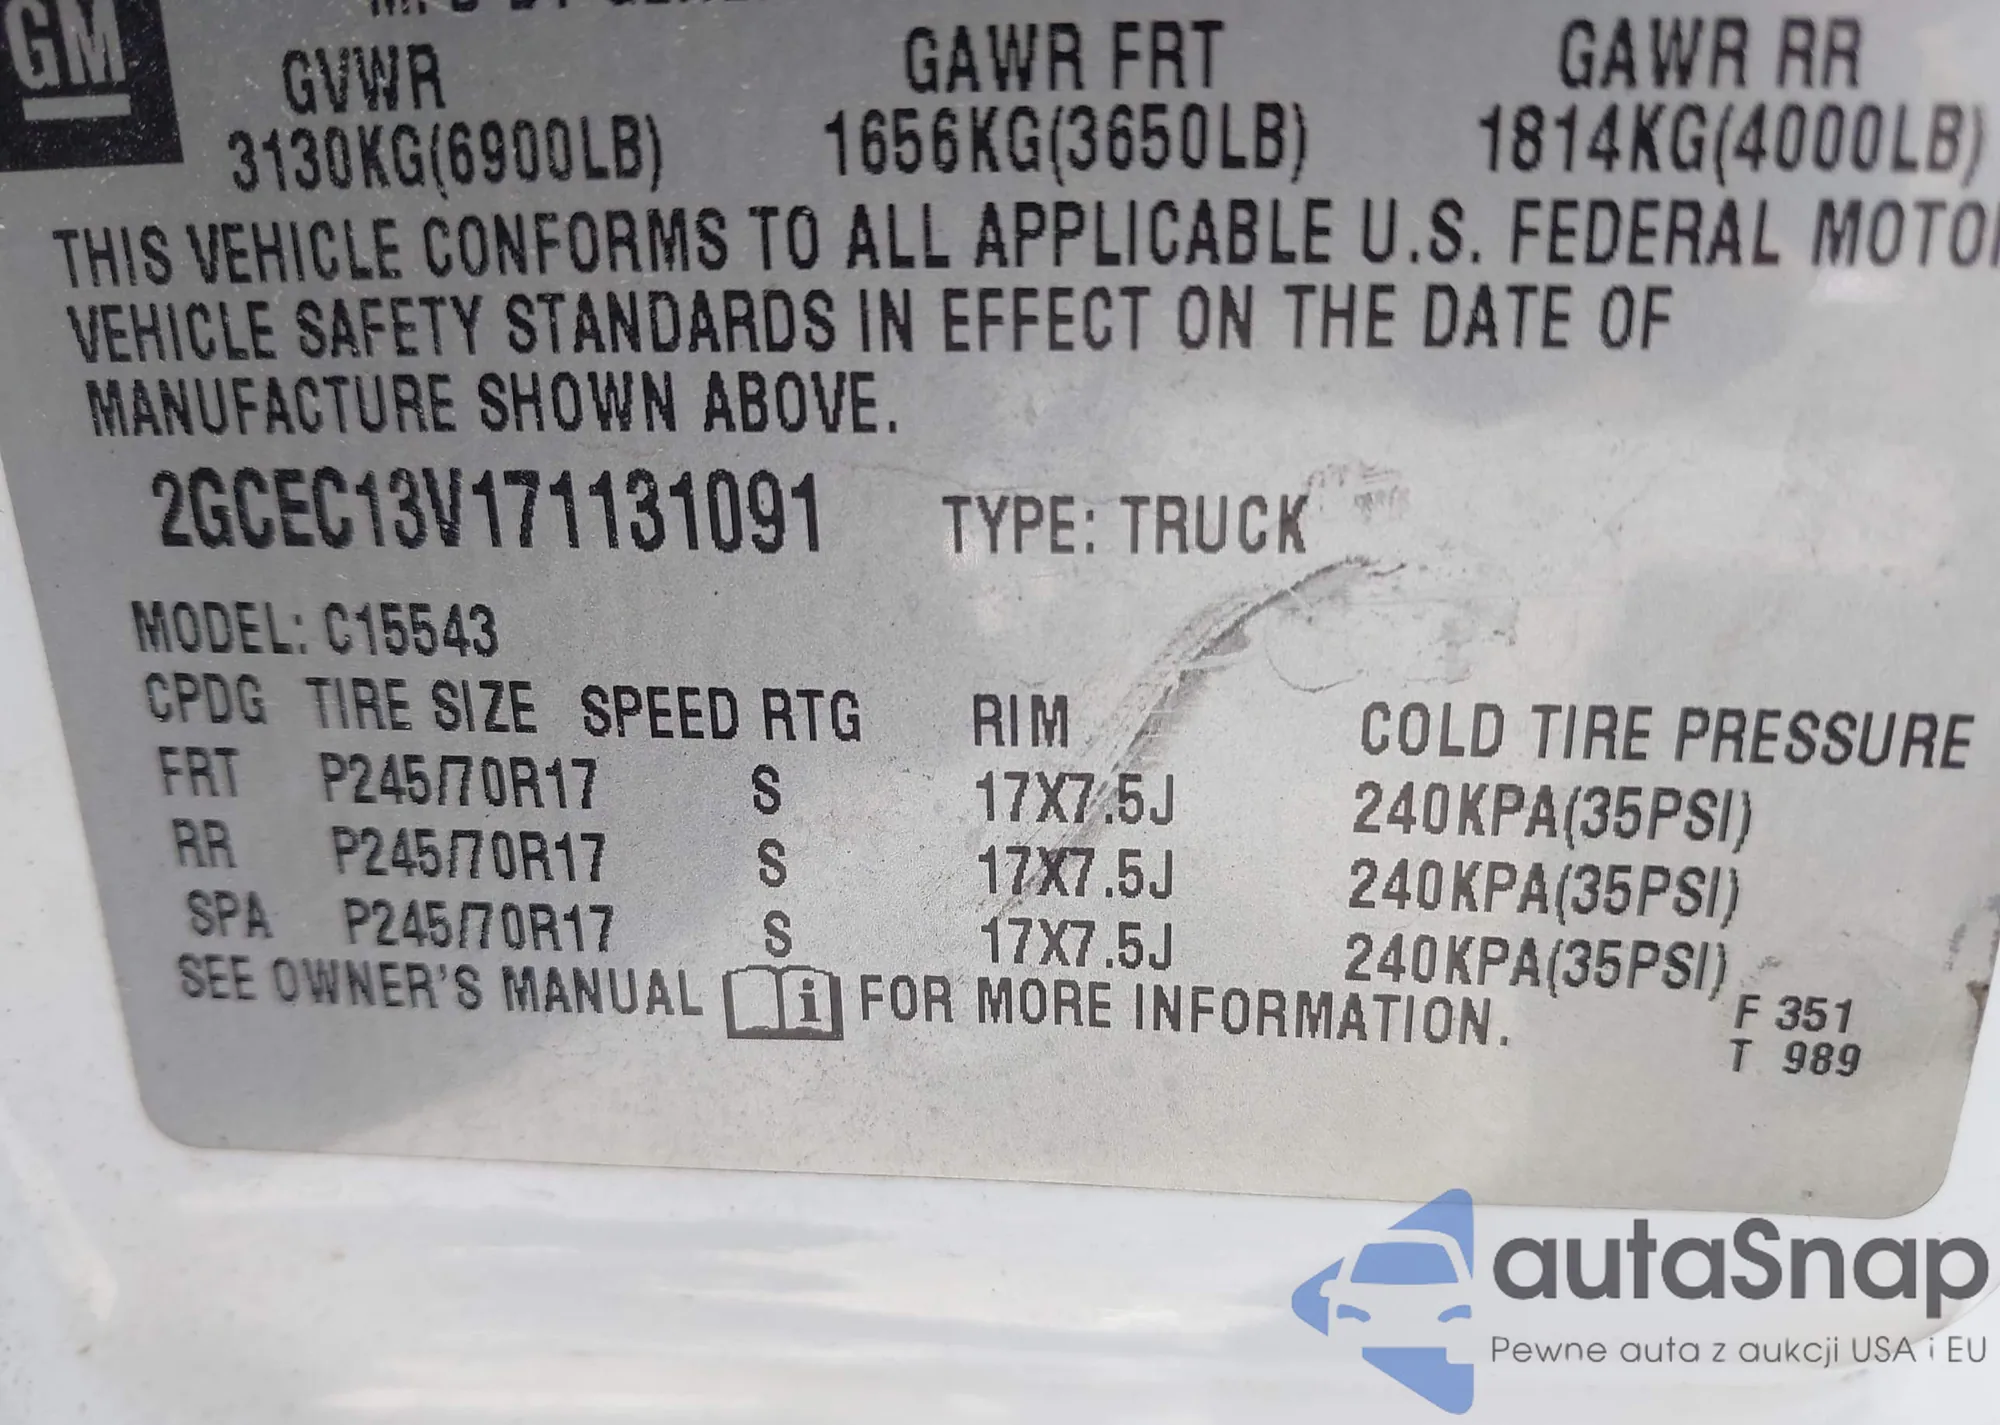 GM
GVWR GAWR FRT GAWR RR
3130KG(6900LB) 1656KG(3650LB) 1814KG(4000LB)
THIS VEHICLE CONFORMS TO ALL APPLICABLE U.S. FEDERAL
VEHICLE SAFETY STANDARDS IN EFFECT ON THE DATE OF
MANUFACTURE SHOWN ABOVE.
2GCEC13V171131091 TYPE: TRUCK
MODEL: C15543
CPDG TIRE SIZE SPEED RTG RIM COLD TIRE PRESSURE
FRT P245/70R17 S 17X7.5J 240KPA(35PSI)
RR P245/70R17 S 17X7.5J 240KPA(35PSI)
SPA P245/70R17 S 17X7.5J 240KPA(35PSI)
SEE OWNER'S MANUAL i FOR MORE INFORMATION.
F 351
T 989
autaSnap
Pewne auta z aukcji USA i EU